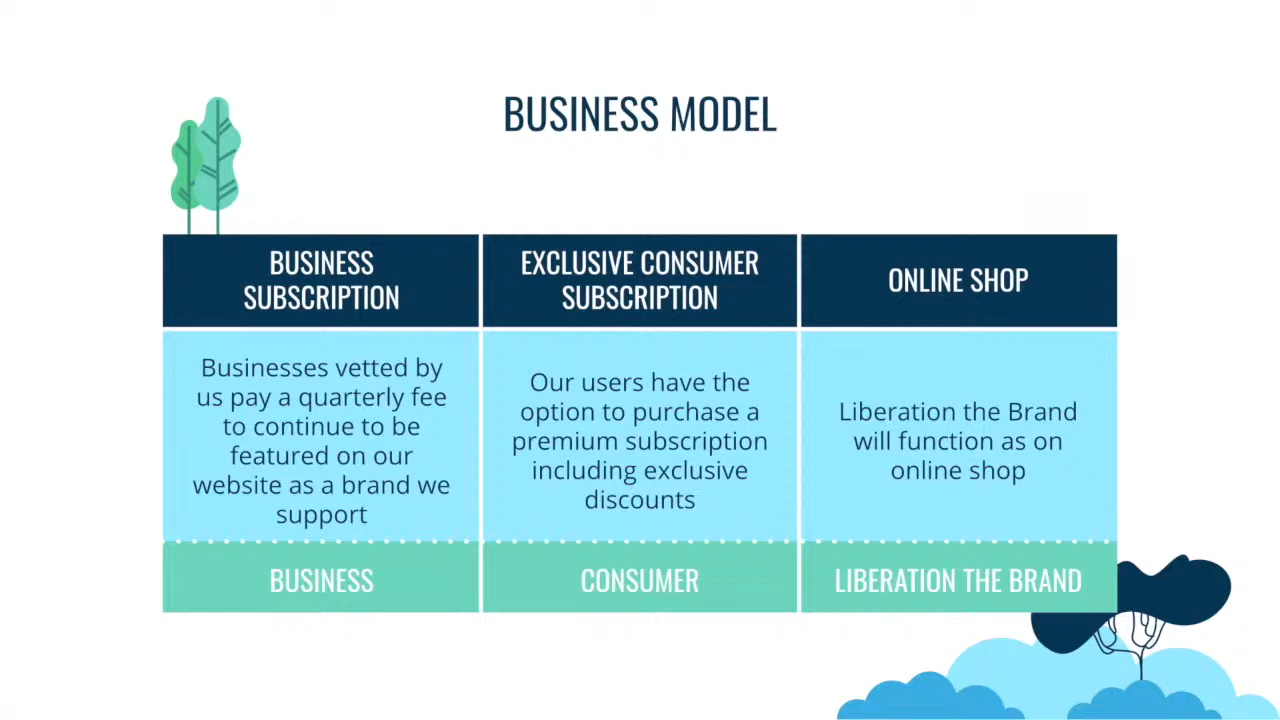 BUSINESS MODEL
BUSINESS
SUBSCRIPTION
EXCLUSIVE CONSUMER
SUBSCRIPTION
ONLINE SHOP
Businesses vetted by
us pay a quarterly fee
to continue to be
featured on our
website as a brand we
support
Our users have the
option to purchase a
premium subscription
including exclusive
discounts
Liberation the Brand
will function as on
online shop
BUSINESS
CONSUMER
LIBERATION THE BRAND